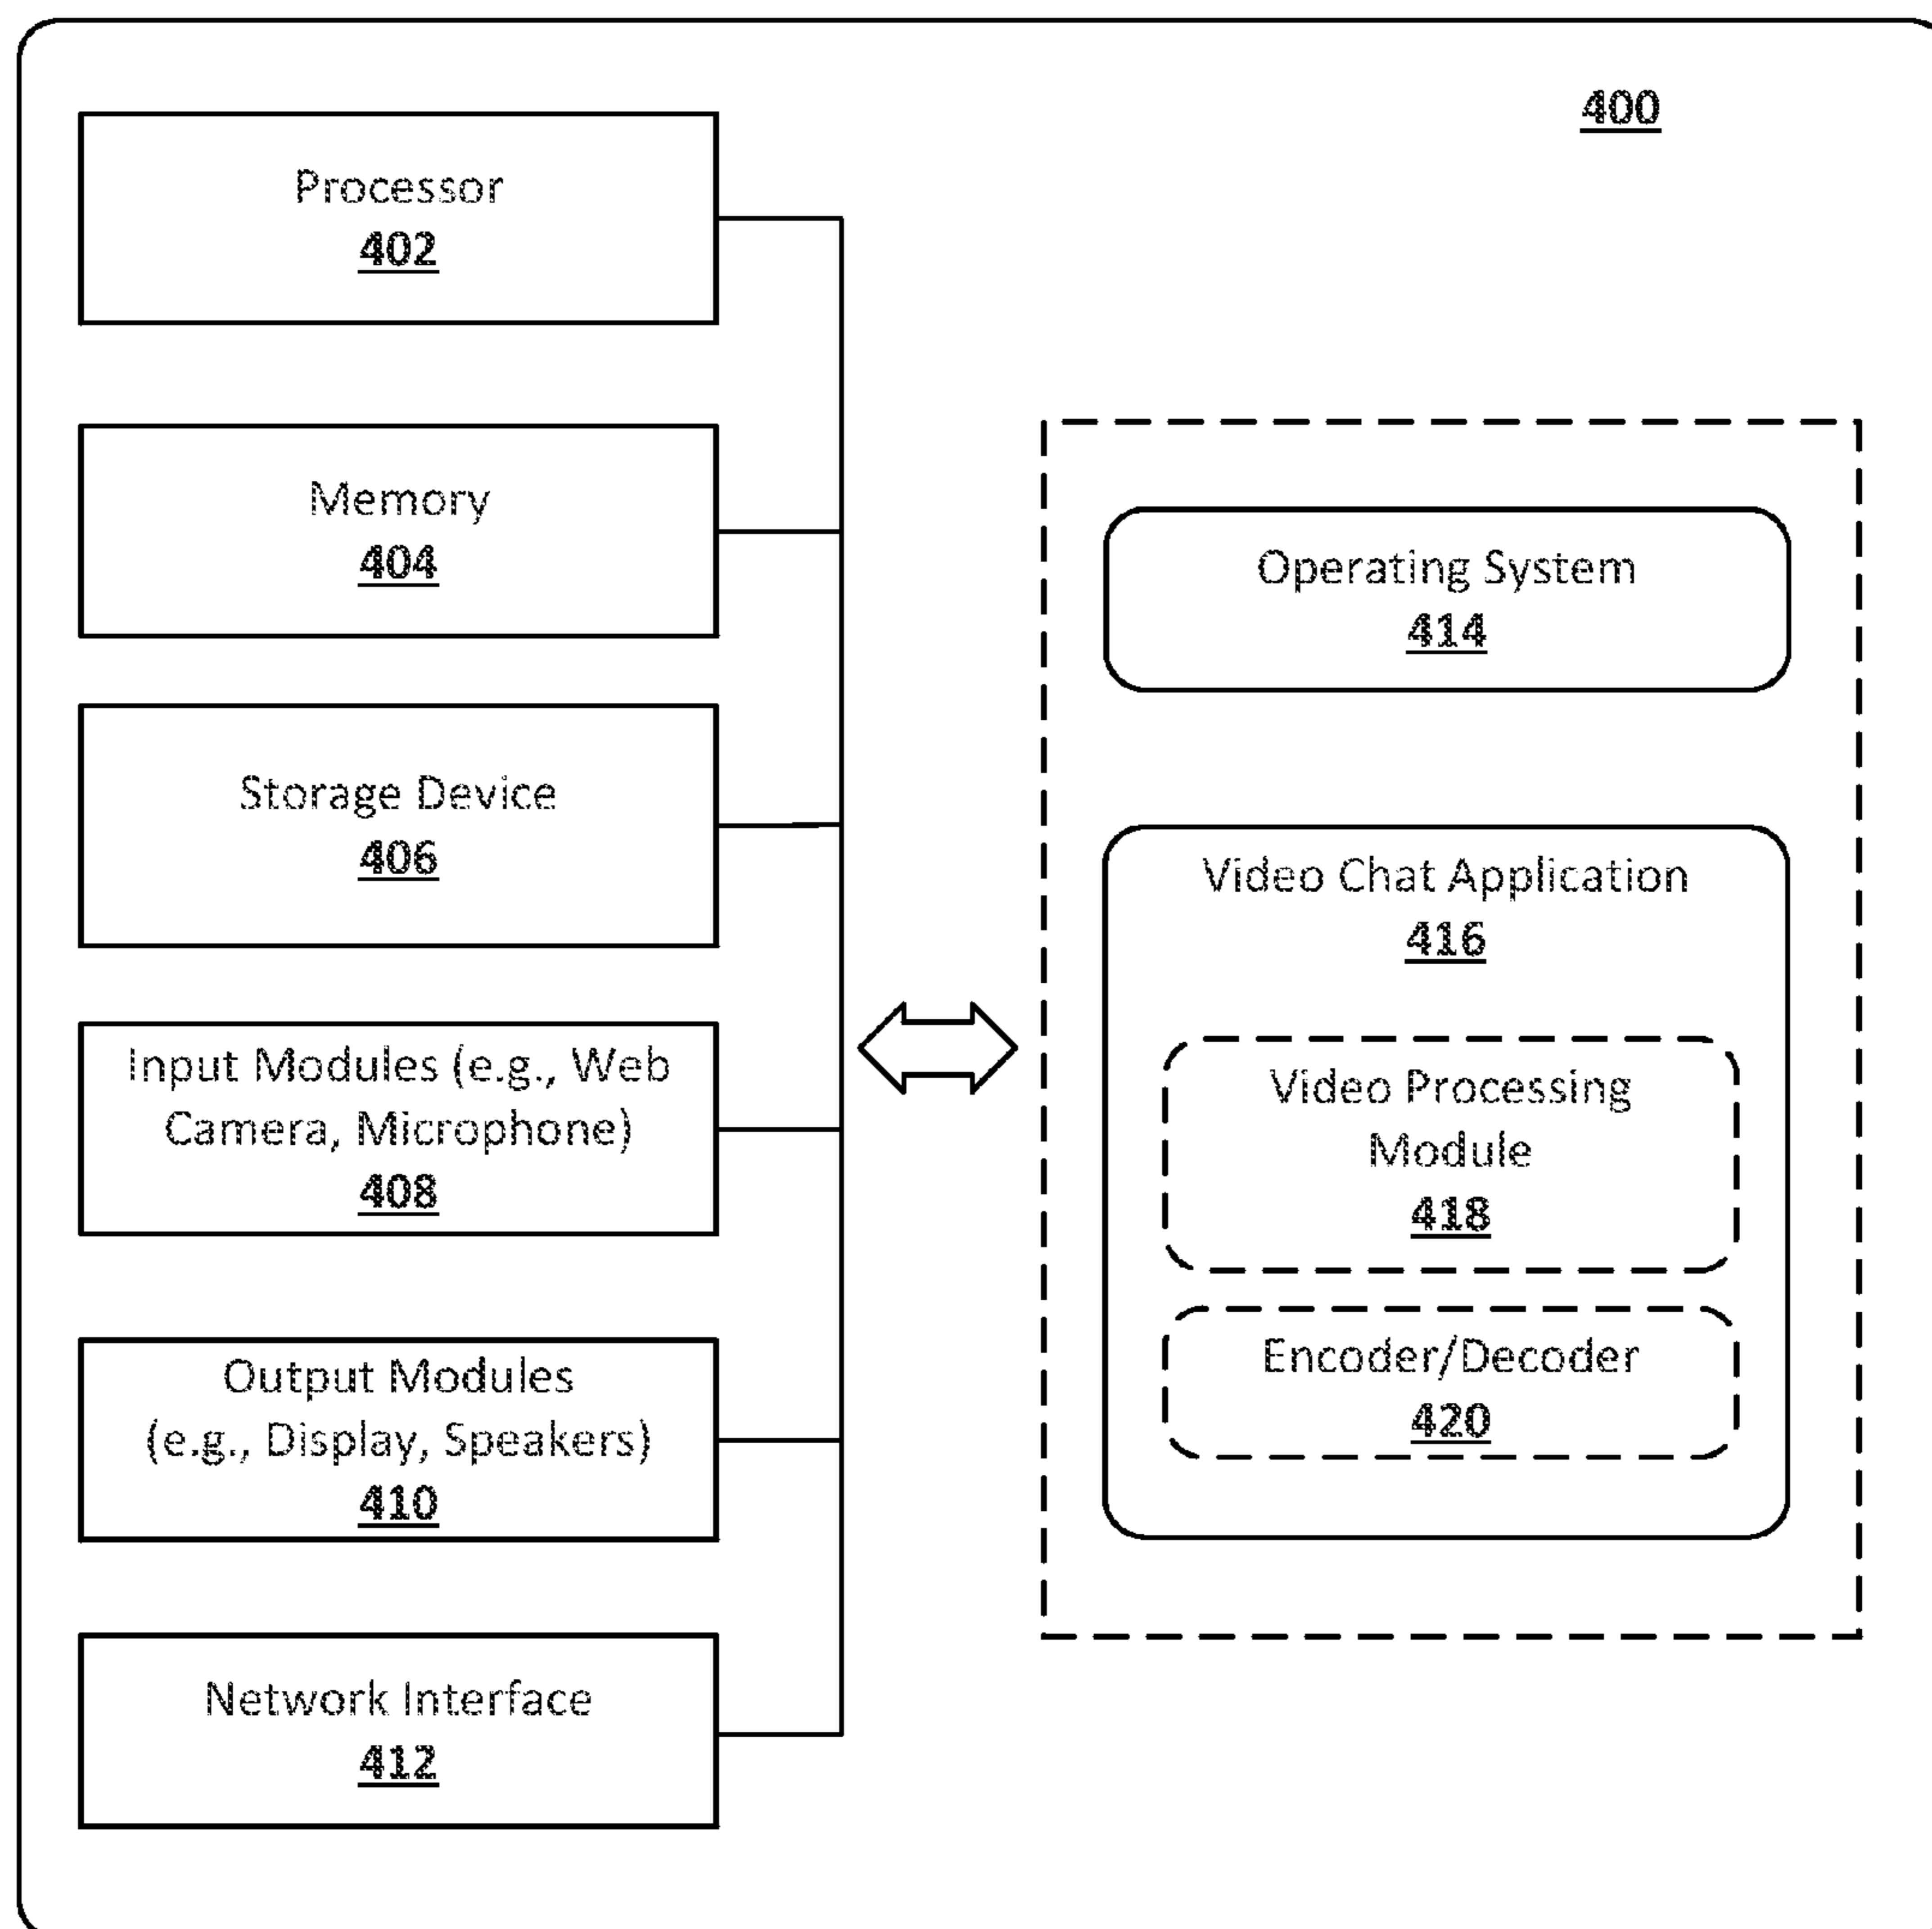 400
Processor
402
Memory
404
Storage Device
406
Input Modules (e.g., Web
Camera, Microphone)
408
Output Modules
(e.g., Display, Speakers)
410
Network Interface
412
Operating System
414
Video Chat Application
416
Video Processing
Module
418
Encoder/Decoder
420